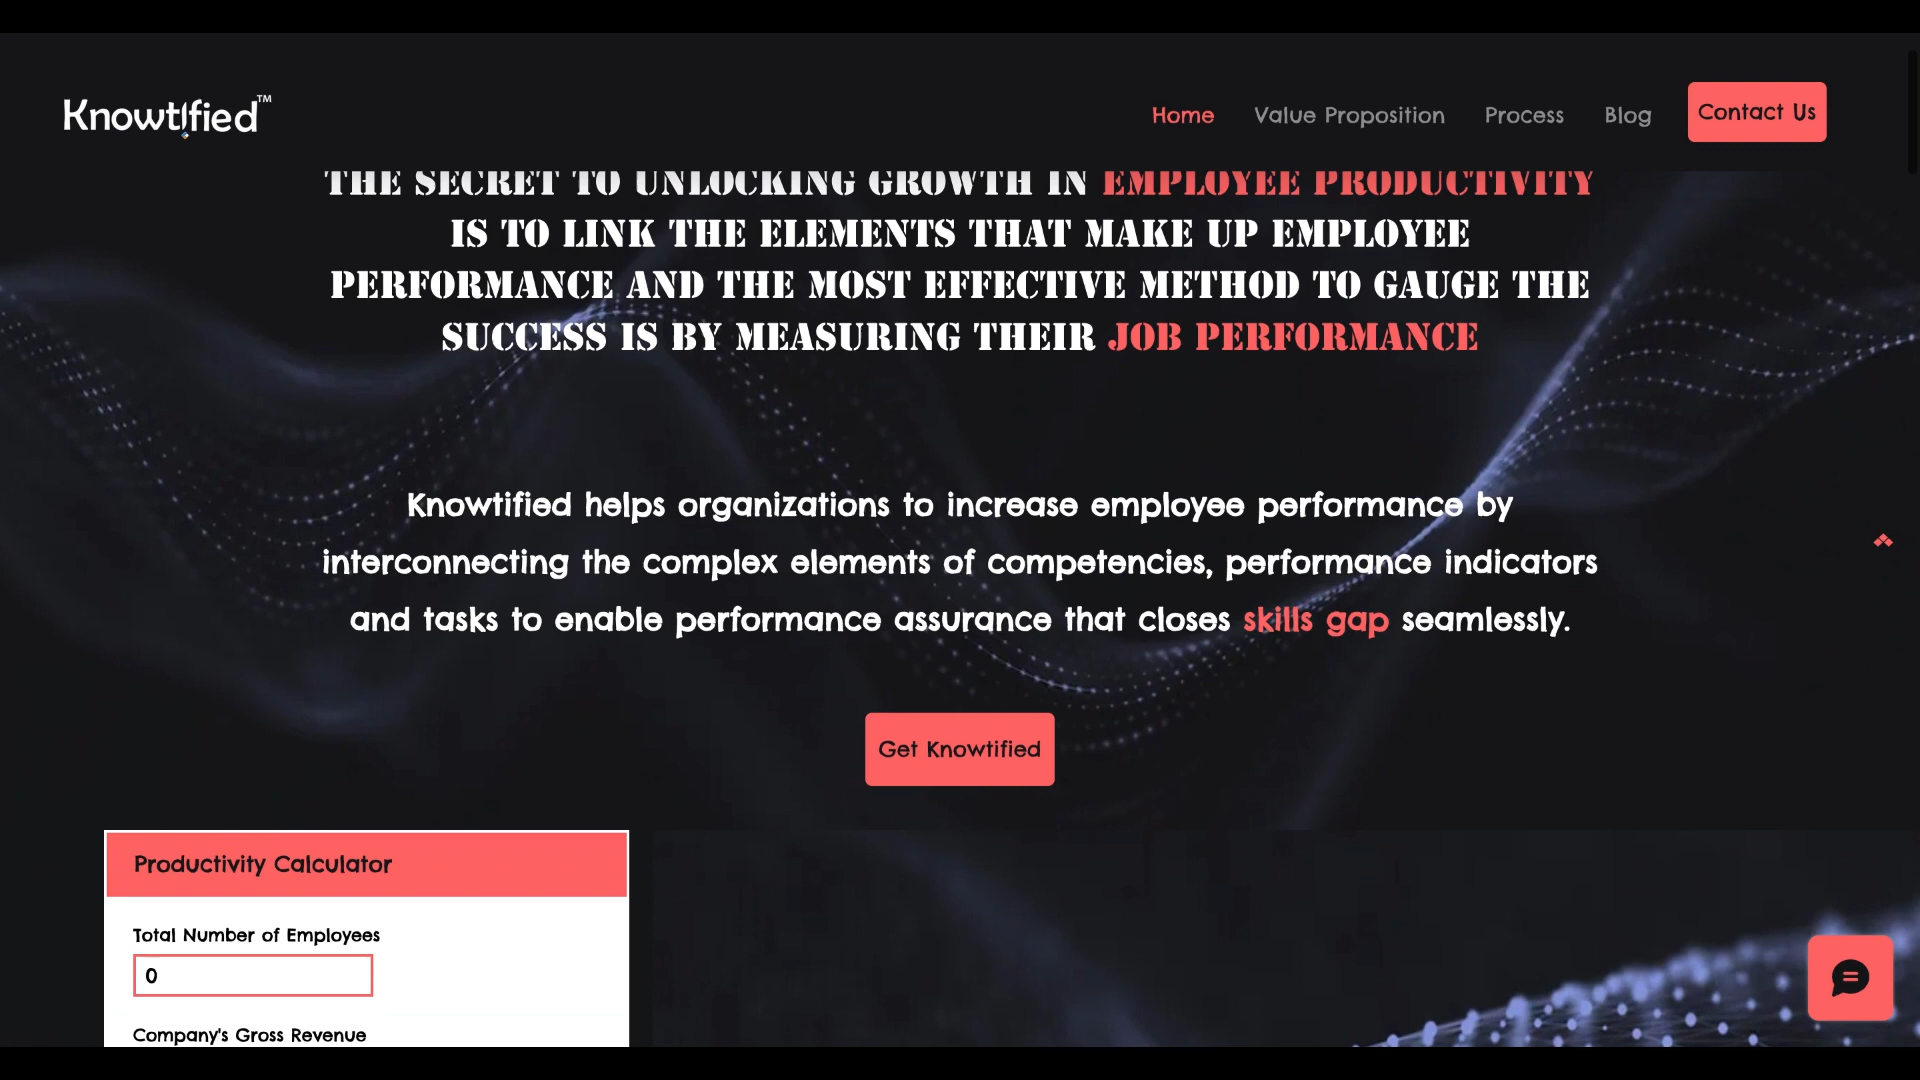 Knowtified™
Home Value Proposition Process Blog Contact Us
THE SECRET TO UNLOCKING GROWTH IN EMPLOYEE PRODUCTIVITY
IS TO LINK THE ELEMENTS THAT MAKE UP EMPLOYEE
PERFORMANCE AND THE MOST EFFECTIVE METHOD TO GAUGE THE
SUCCESS IS BY MEASURING THEIR JOB PERFORMANCE
Knowtified helps organizations to increase employee performance by
interconnecting the complex elements of competencies, performance indicators
and tasks to enable performance assurance that closes skills gap seamlessly.
Get Knowtified
Productivity Calculator
Total Number of Employees
0
Company's Gross Revenue